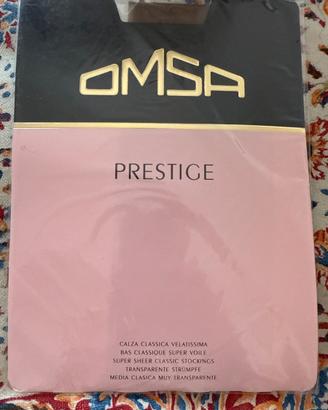 OMSA
PRESTIGE
CALZA CLASSICA VELATISSIMA
BAS CLASSIQUE SUPER VOILE
SUPER SHEER CLASSIC STOCKINGS
TRANSPARENTE STRÜMPFE
MEDIA CLASICA MUY TRANSPARENTE